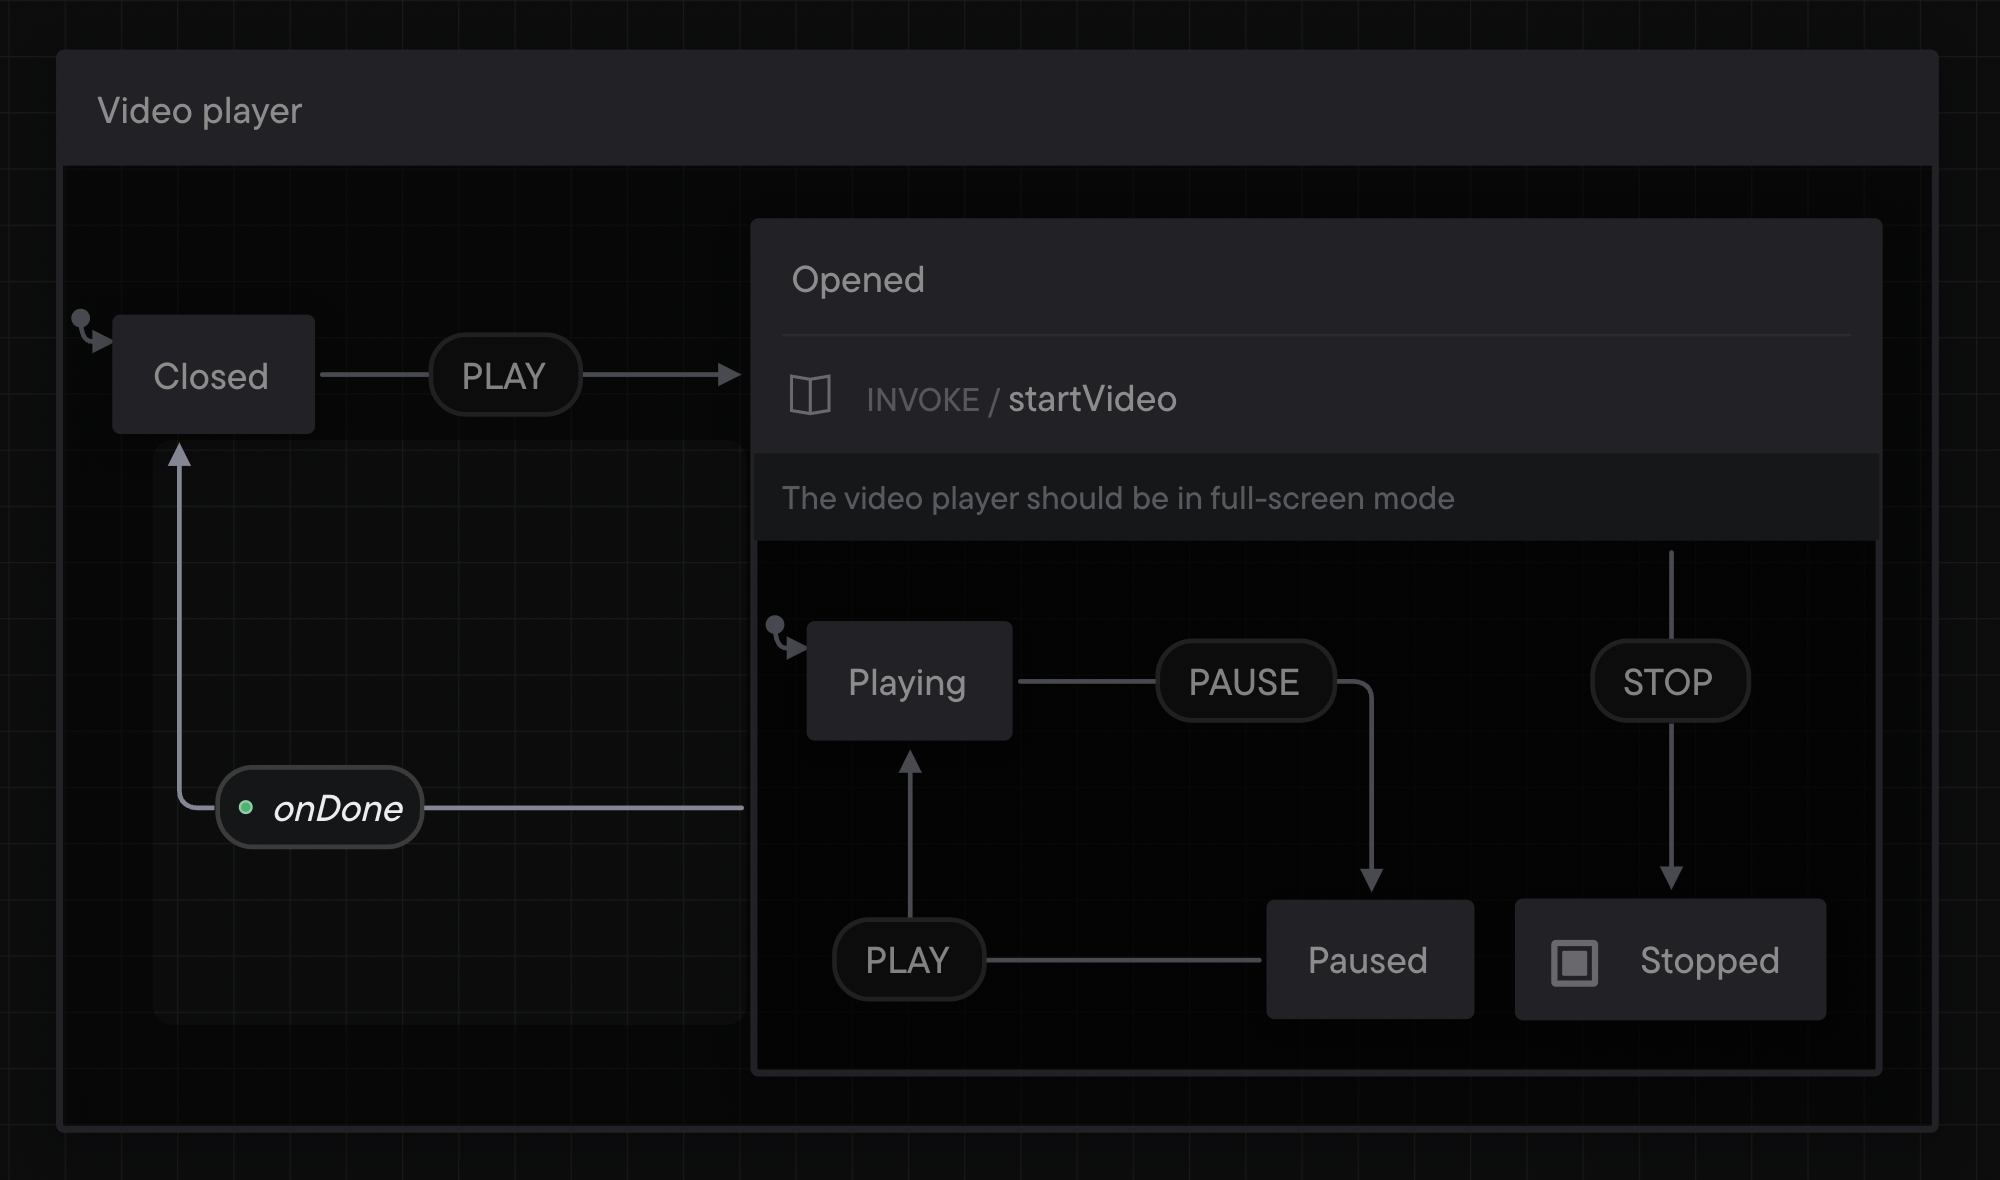 Video player
Opened
Closed
PLAY
INVOKE / startVideo
The video player should be in full-screen mode
Playing
PAUSE
STOP
onDone
PLAY
Paused
Stopped